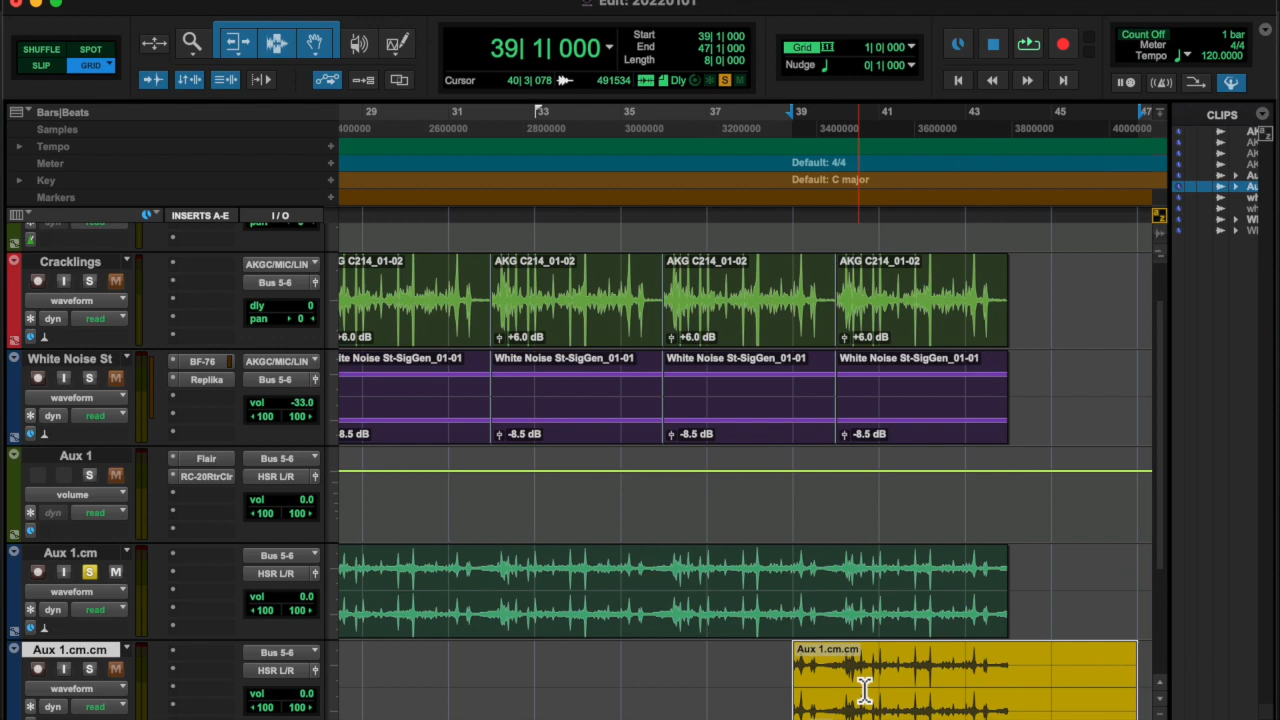 Edit: 20220101
SHUFFLE SPOT
SLIP GRID
39| 1| 000
Start 39| 1| 000
End 47| 1| 000
Length 8| 0| 000
Cursor 40| 3| 078 491534 Dly S M
Grid 1| 0| 000
Nudge 0| 1| 000
Count Off 1 bar
Meter 4/4
Tempo 120.0000
Bars|Beats 29 31 33 35 37 39 41 43 45 47
Samples 400000 2600000 2800000 3000000 3200000 3400000 3600000 3800000 4000000
Tempo
Meter Default: 4/4
Key Default: C major
Markers
CLIPS
INSERTS A-E I / O
dyn read pan 0
Cracklings
I S M
waveform
dyn read
AKGC/MIC/LIN
Bus 5-6
dly 0
pan 0
G C214_01-02 AKG C214_01-02 AKG C214_01-02 AKG C214_01-02
+6.0 dB +6.0 dB +6.0 dB +6.0 dB
White Noise St
I S M
waveform
dyn read
BF-76
Replika
AKGC/MIC/LIN
Bus 5-6
vol -33.0
100 100
ite Noise St-SigGen_01-01 White Noise St-SigGen_01-01 White Noise St-SigGen_01-01 White Noise St-SigGen_01-01
8.5 dB -8.5 dB -8.5 dB -8.5 dB
Aux 1
S M
volume
dyn read
Flair
RC-20RtrClr
Bus 5-6
HSR L/R
vol 0.0
100 100
Aux 1.cm
I S M
waveform
dyn read
Bus 5-6
HSR L/R
vol 0.0
100 100
Aux 1.cm.cm
I S M
waveform
dyn read
Bus 5-6
HSR L/R
vol 0.0
100 100
Aux 1.cm.cm